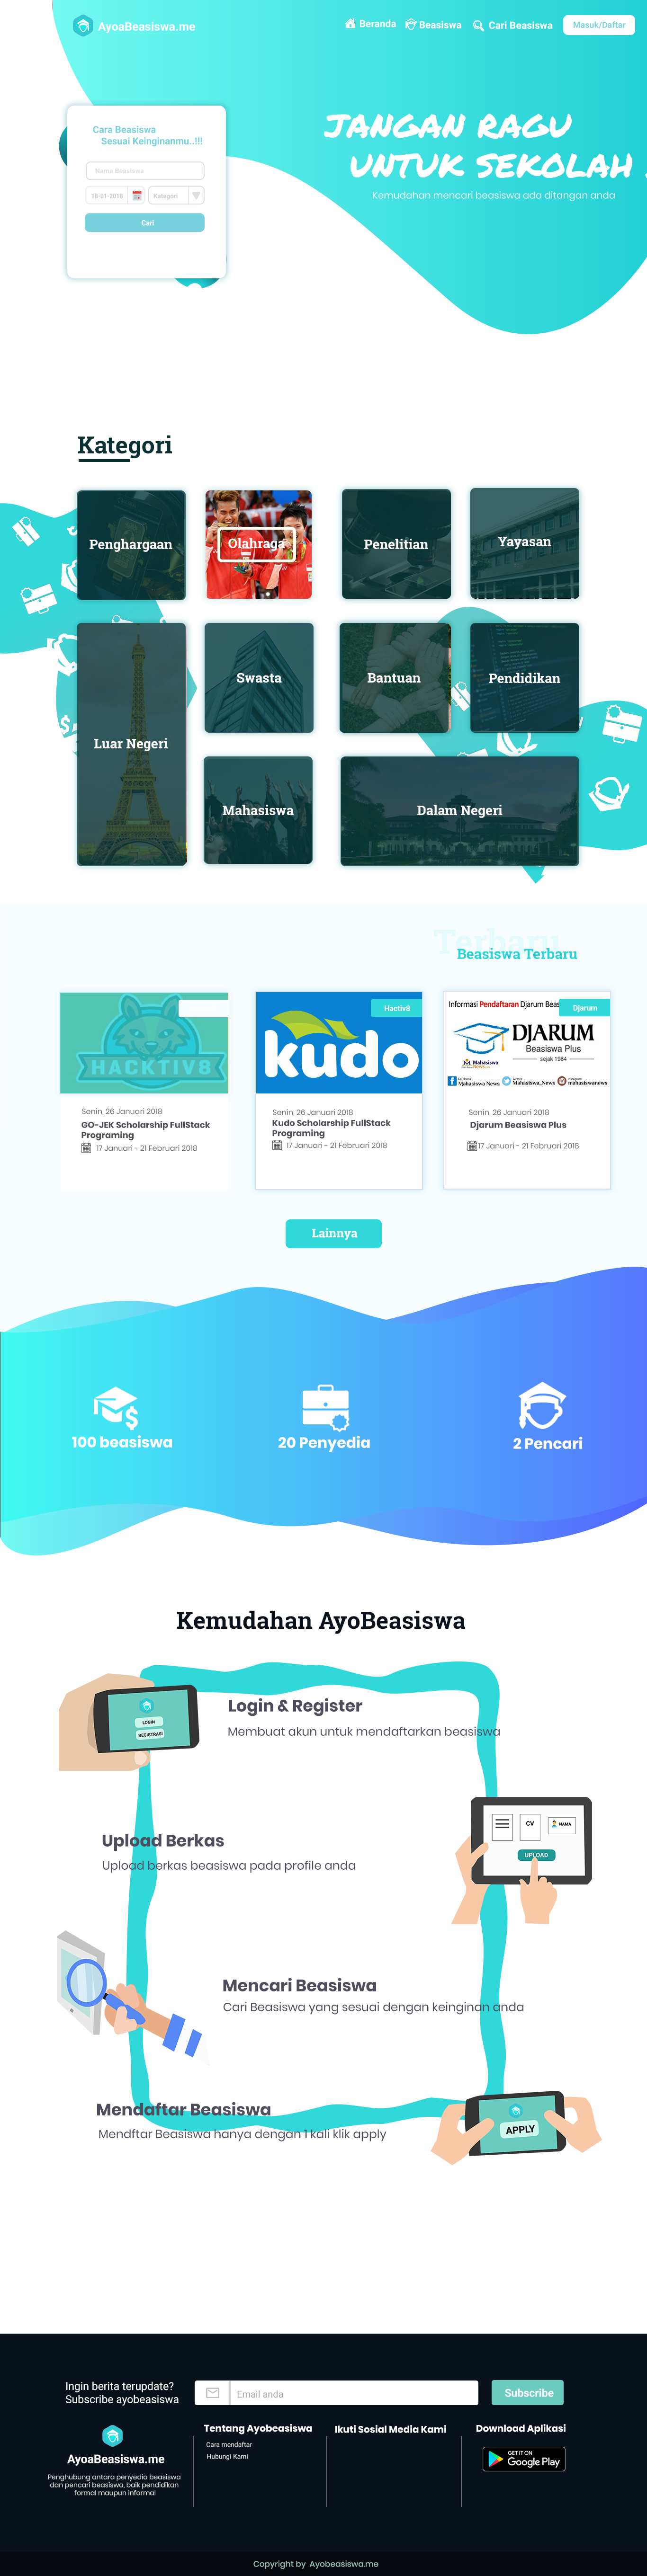 AyoaBeasiswa.me
Beranda
Beasiswa
Cari Beasiswa
Masuk/Daftar
Cara Beasiswa
Sesuai Keinginanmu..!!!
Nama Beasiswa
18-01-2018
Kategori
Cari
JANGAN RAGU
UNTUK SEKOLAH
Kemudahan mencari beasiswa ada ditangan anda
Kategori
Penghargaan
Olahraga
Penelitian
Yayasan
Luar Negeri
Swasta
Bantuan
Pendidikan
Mahasiswa
Dalam Negeri
Terbaru
Beasiswa Terbaru
HACKTIV8
Senin, 26 Januari 2018
GO-JEK Scholarship FullStack
Programing
17 Januari - 21 Februari 2018
Hactiv8
kudo
Senin, 26 Januari 2018
Kudo Scholarship FullStack
Programing
17 Januari - 21 Februari 2018
Informasi Pendaftaran Djarum Beas
Djarum
DJARUM
Beasiswa Plus
sejak 1984
Mahasiswa
Facebook
Mahasiswa News
Mahasiswa_News
mahasiswanews
Senin, 26 Januari 2018
Djarum Beasiswa Plus
17 Januari - 21 Februari 2018
Lainnya
100 beasiswa
20 Penyedia
2 Pencari
Kemudahan AyoBeasiswa
LOGIN
REGISTRASI
Login & Register
Membuat akun untuk mendaftarkan beasiswa
CV
NAMA
UPLOAD
Upload Berkas
Upload berkas beasiswa pada profile anda
Mencari Beasiswa
Cari Beasiswa yang sesuai dengan keinginan anda
Mendaftar Beasiswa
Mendftar Beasiswa hanya dengan 1 kali klik apply
APPLY
Ingin berita terupdate?
Subscribe ayobeasiswa
Email anda
Subscribe
AyoaBeasiswa.me
Penghubung antara penyedia beasiswa
dan pencari beasiswa, baik pendidikan
formal maupun informal
Tentang Ayobeasiswa
Cara mendaftar
Hubungi Kami
Ikuti Sosial Media Kami
Download Aplikasi
GET IT ON
Google Play
Copyright by Ayobeasiswa.me